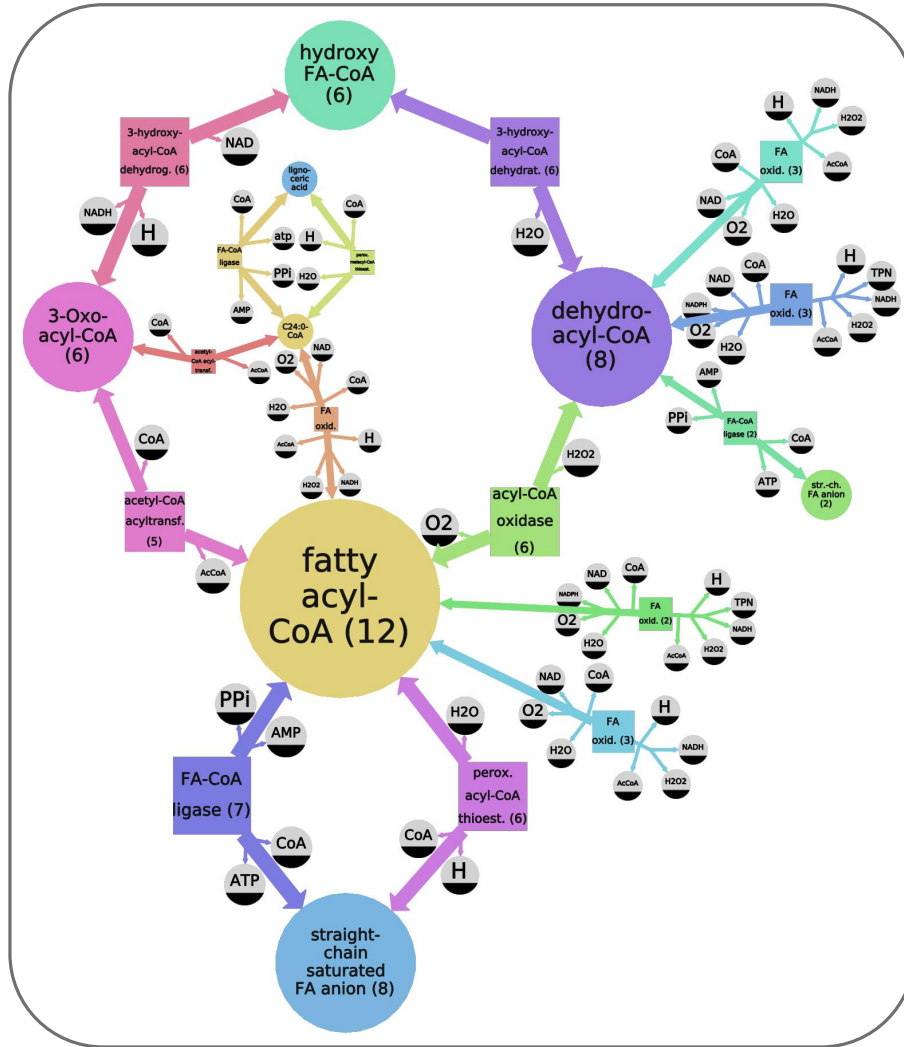 hydroxy
FA-CoA
(6)
3-hydroxy-
acyl-CoA
dehydrog. (6)
NAD
NADH
H
3-hydroxy-
acyl-CoA
dehydrat. (6)
H2O
ligno-
ceric
acid
CoA
CoA
atp
H
FA-CoA
ligase
perox.
PPi
H2O
thioest.
AMP
C24:0-
CoA
3-Oxo-
acyl-CoA
(6)
CoA
acetyl-
CoA acyl-
transf.
AcCoA
O2
NAD
CoA
H2O
FA
oxid.
AcCoA
H
H2O2
NADH
dehydro-
acyl-CoA
(8)
H
NADH
H2O2
CoA
FA
oxid. (3)
AcCoA
NAD
O2
H2O
H
TPN
NAD
CoA
NADH
NADPH
FA
oxid. (3)
O2
H2O
AcCoA
H2O2
AMP
PPi
FA-CoA
ligase (2)
CoA
ATP
str.-ch.
FA anion
(2)
CoA
acetyl-CoA
acyltransf.
(5)
AcCoA
H2O2
acyl-CoA
oxidase
(6)
O2
fatty
acyl-
CoA (12)
NAD
CoA
H
NADPH
TPN
FA
oxid. (2)
O2
H2O
NADH
AcCoA
H2O2
NAD
CoA
O2
H
FA
oxid. (3)
H2O
NADH
AcCoA
H2O2
PPi
AMP
H2O
FA-CoA
ligase (7)
perox.
acyl-CoA
thioest. (6)
CoA
ATP
CoA
H
straight-
chain
saturated
FA anion (8)